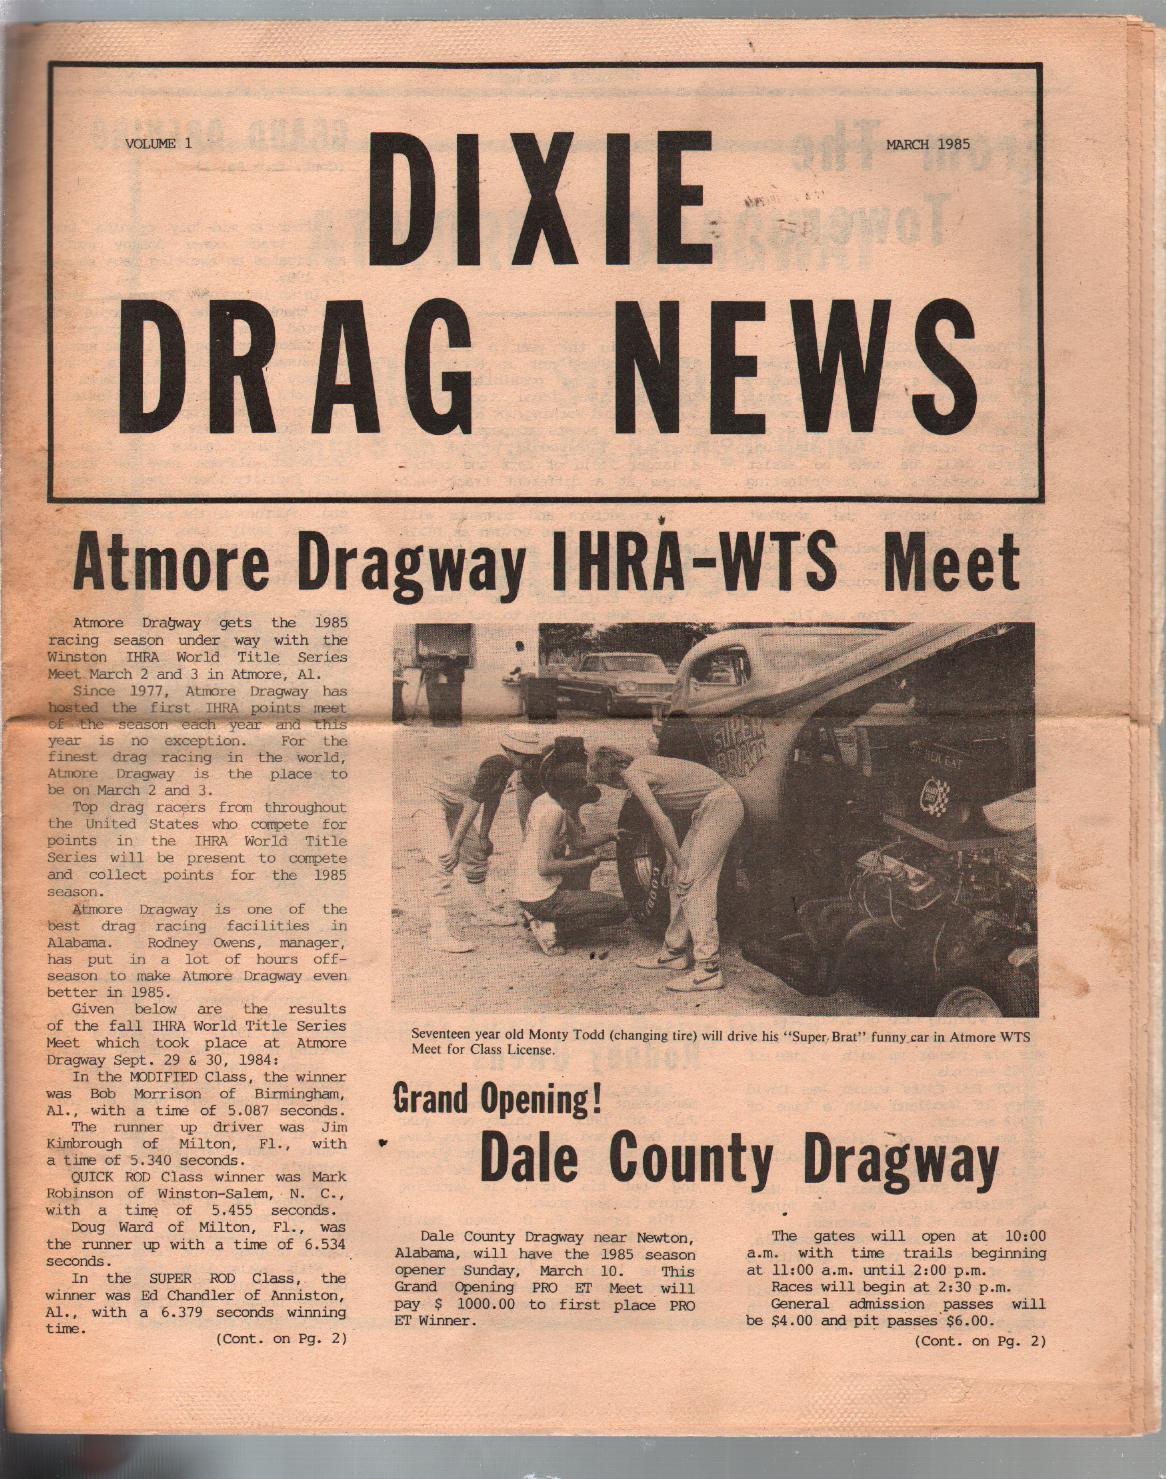 VOLUME 1
MARCH 1985
DIXIE
DRAG NEWS
Atmore Dragway IHRA-WTS Meet
Atmore Dragway gets the 1985
racing season under way with the
Winston IHRA World Title Series
Meet March 2 and 3 in Atmore, Al.
Since 1977, Atmore Dragway has
hosted the first IHRA points meet
of the season each year and this
year is no exception. For the
finest drag racing in the world,
Atmore Dragway is the place to
be on March 2 and 3.
Top drag racers from throughout
the United States who compete for
points in the IHRA World Title
Series will be present to compete
and collect points for the 1985
season.
Atmore Dragway is one of the
best drag racing facilities in
Alabama. Rodney Owens, manager,
has put in a lot of hours off-
season to make Atmore Dragway even
better in 1985.
Given below are the results
of the fall IHRA World Title Series
Meet which took place at Atmore
Dragway Sept. 29 & 30, 1984:
In the MODIFIED Class, the winner
was Bob Morrison of Birmingham,
Al., with a time of 5.087 seconds.
The runner up driver was Jim
Kimbrough of Milton, Fl., with
a time of 5.340 seconds.
QUICK ROD Class winner was Mark
Robinson of Winston-Salem, N. C.,
with a time of 5.455 seconds.
Doug Ward of Milton, Fl., was
the runner up with a time of 6.534
seconds.
In the SUPER ROD Class, the
winner was Ed Chandler of Anniston,
Al., with a 6.379 seconds winning
time.
(Cont. on Pg. 2)
SUPER
BRAT
Seventeen year old Monty Todd (changing tire) will drive his "Super Brat" funny car in Atmore WTS
Meet for Class License.
Grand Opening!
Dale County Dragway
Dale County Dragway near Newton,
Alabama, will have the 1985 season
opener Sunday, March 10. This
Grand Opening PRO ET Meet will
pay $ 1000.00 to first place PRO
ET Winner.
The gates will open at 10:00
a.m. with time trails beginning
at 11:00 a.m. until 2:00 p.m.
Races will begin at 2:30 p.m.
General admission passes will
be $4.00 and pit passes $6.00.
(Cont. on Pg. 2)